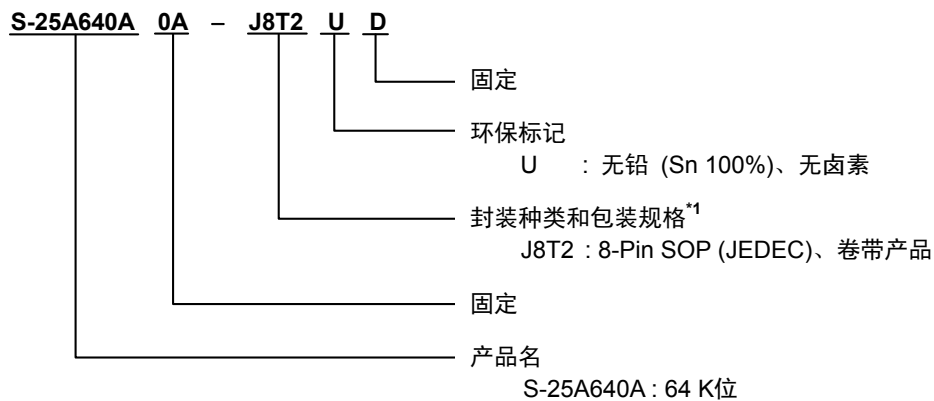 S-25A640A 0A – J8T2 U D
固定
环保标记
U : 无铅 (Sn 100%)、无卤素
封装种类和包装规格*1
J8T2 : 8-Pin SOP (JEDEC)、卷带产品
固定
产品名
S-25A640A : 64 K位